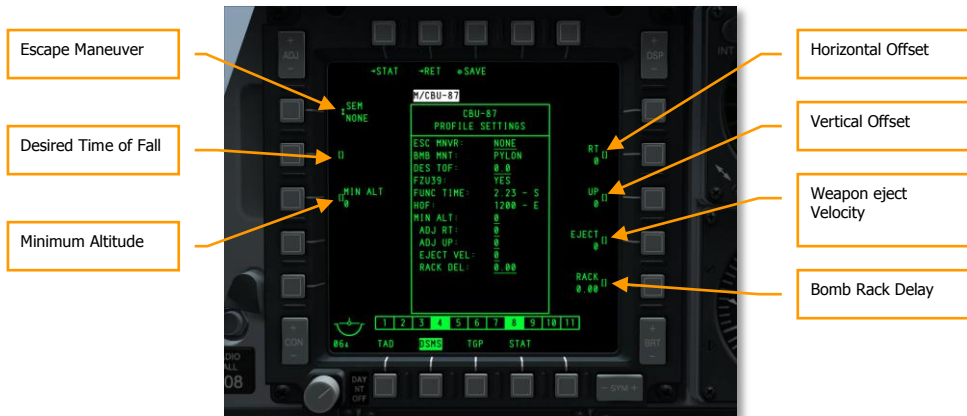 Escape Maneuver
Desired Time of Fall
Minimum Altitude
Horizontal Offset
Vertical Offset
Weapon eject
Velocity
Bomb Rack Delay
ADJ
DSP
INT
→STAT →RET SAVE
M/CBU-87
SEM
NONE
MIN ALT
0
CBU-87
PROFILE SETTINGS
ESC MNVR: NONE
BMB MNT: PYLON
DES TOF: 0.0
FZU39: YES
FUNC TIME: 2.23 - S
HOF: 1200 - E
MIN ALT: 0
ADJ RT: 0
ADJ UP: 0
EJECT VEL: 0
RACK DEL: 0.00
RT
0
UP
0
EJECT
0
RACK
0.00
1 2 3 4 5 6 7 8 9 10 11
TAD DSMS TGP STAT
CON
BRT
DAY
NT
OFF
- SYM +
08